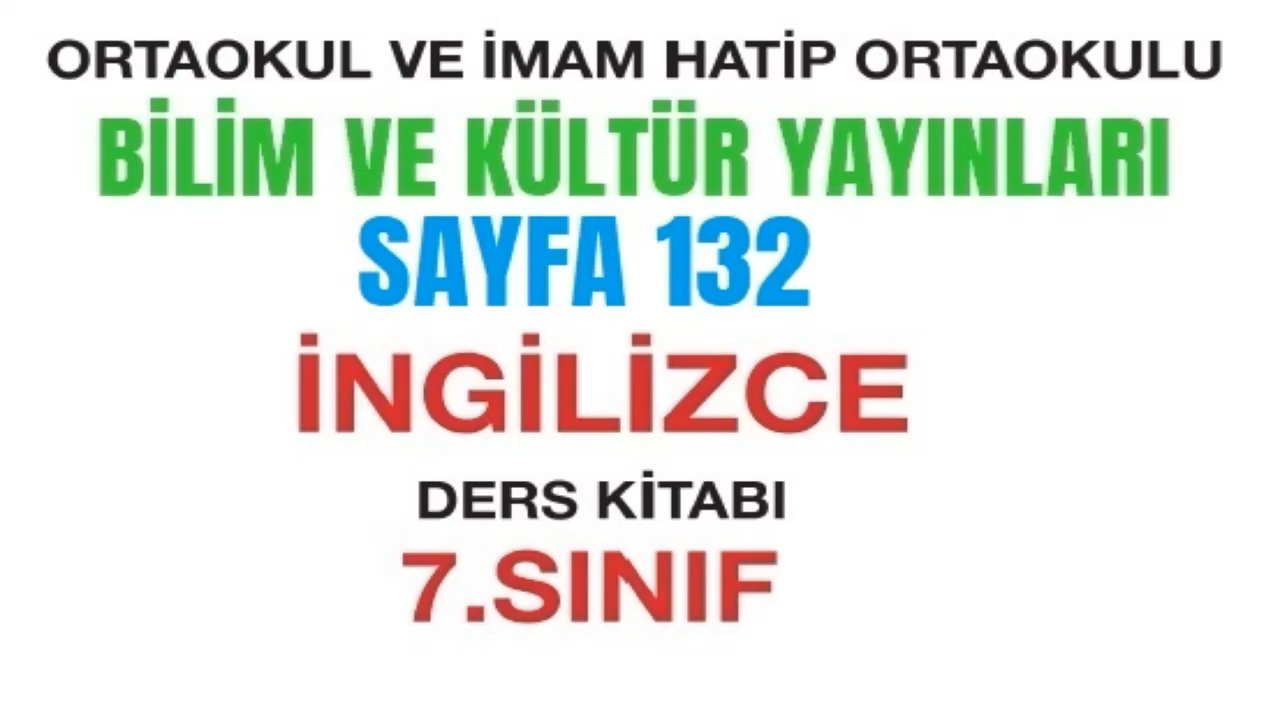 ORTAOKUL VE İMAM HATİP ORTAOKULU
BİLİM VE KÜLTÜR YAYINLARI
SAYFA 132
İNGİLİZCE
DERS KİTABI
7.SINIF